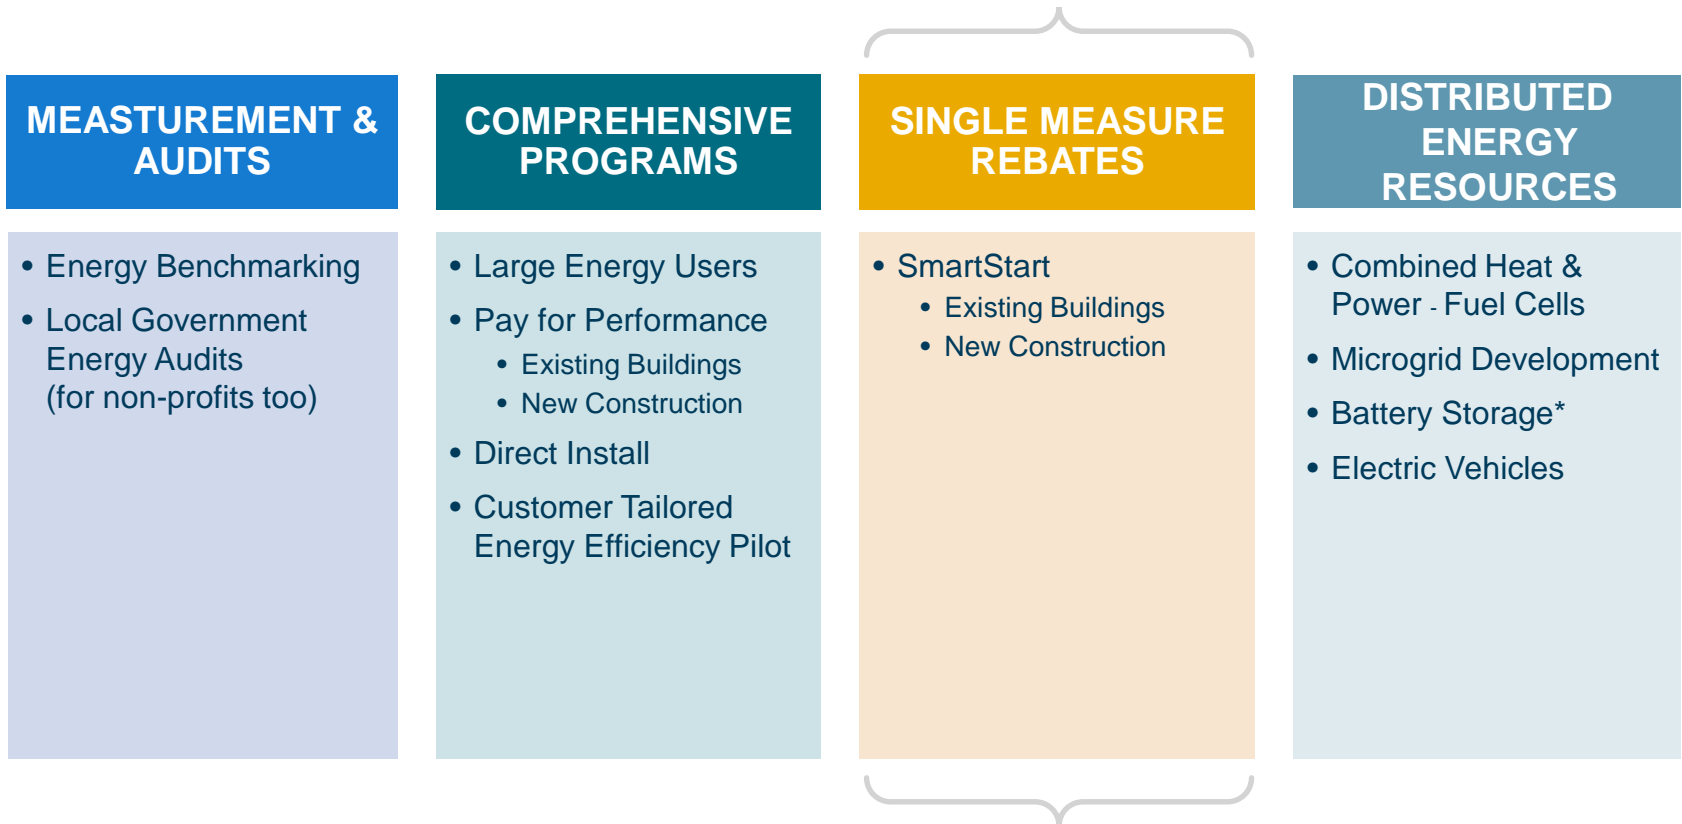 MEASTUREMENT &
AUDITS
• Energy Benchmarking
• Local Government
Energy Audits
(for non-profits too)
COMPREHENSIVE
PROGRAMS
• Large Energy Users
• Pay for Performance
• Existing Buildings
• New Construction
• Direct Install
• Customer Tailored
Energy Efficiency Pilot
SINGLE MEASURE
REBATES
• SmartStart
• Existing Buildings
• New Construction
DISTRIBUTED
ENERGY
RESOURCES
• Combined Heat &
Power - Fuel Cells
• Microgrid Development
• Battery Storage*
• Electric Vehicles